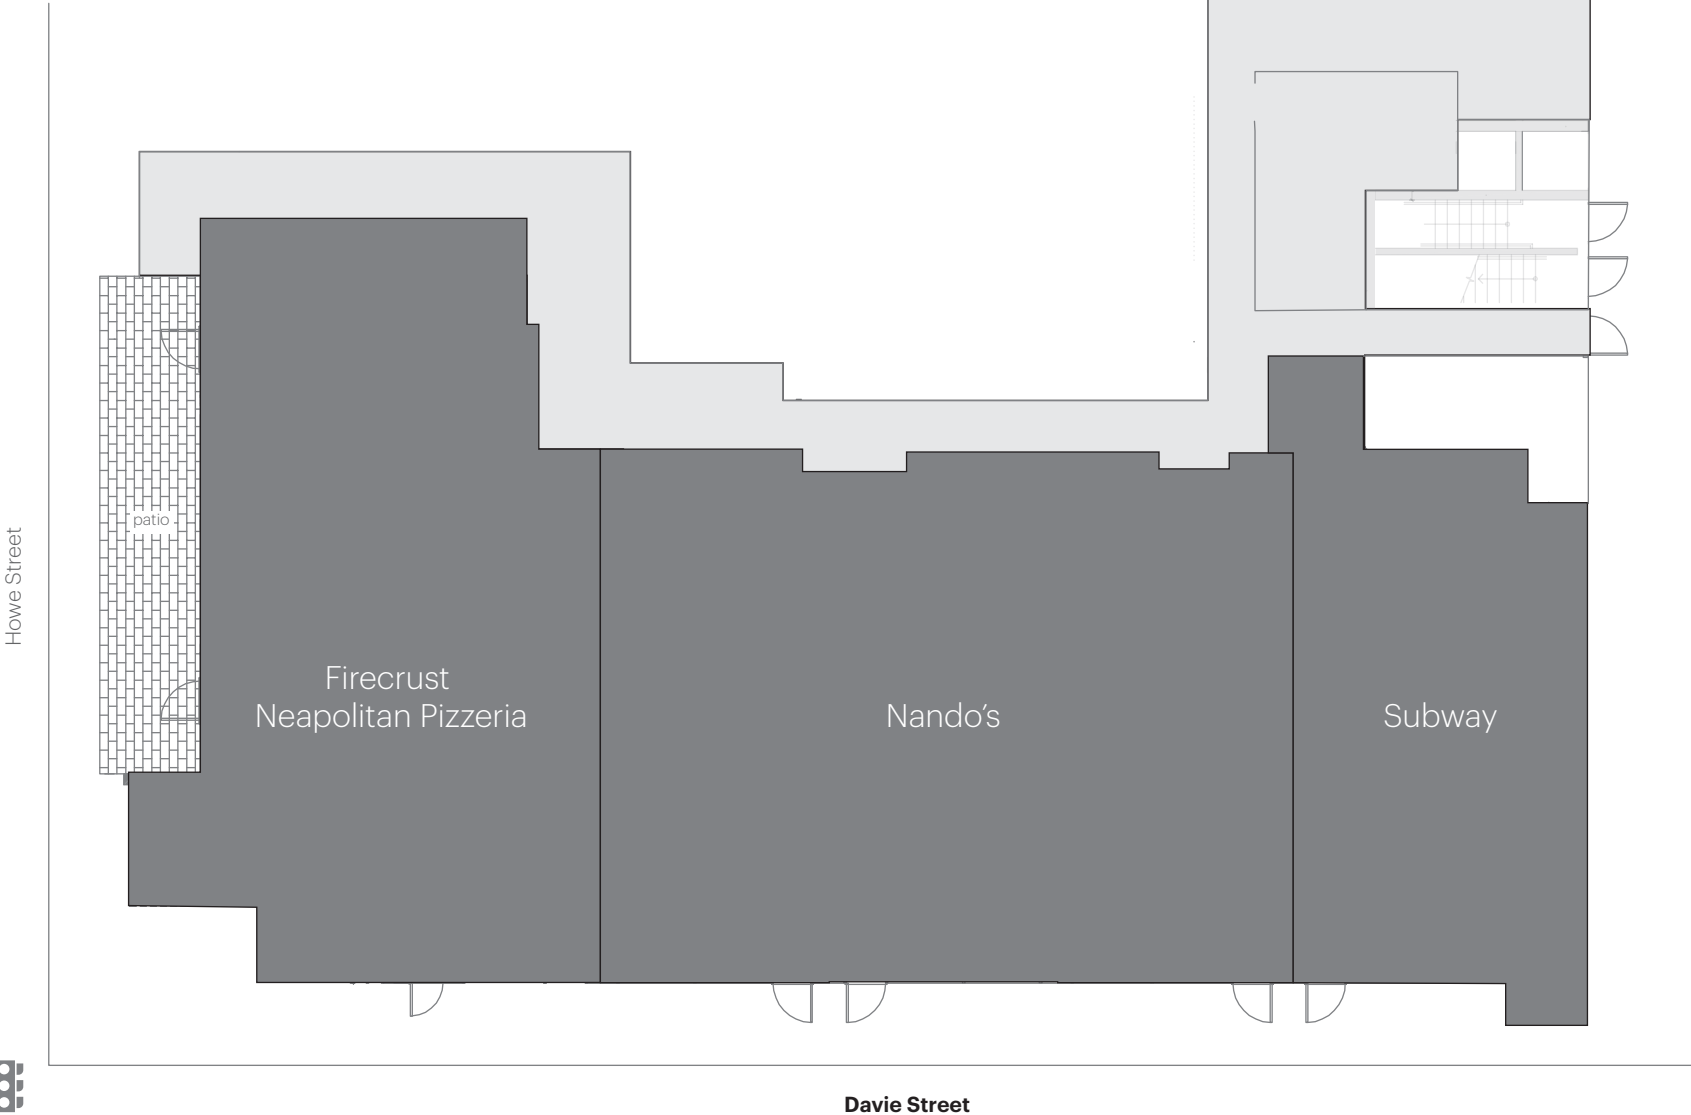 patio
Howe Street
Firecrust
Neapolitan Pizzeria
Nando’s
Subway
Davie Street